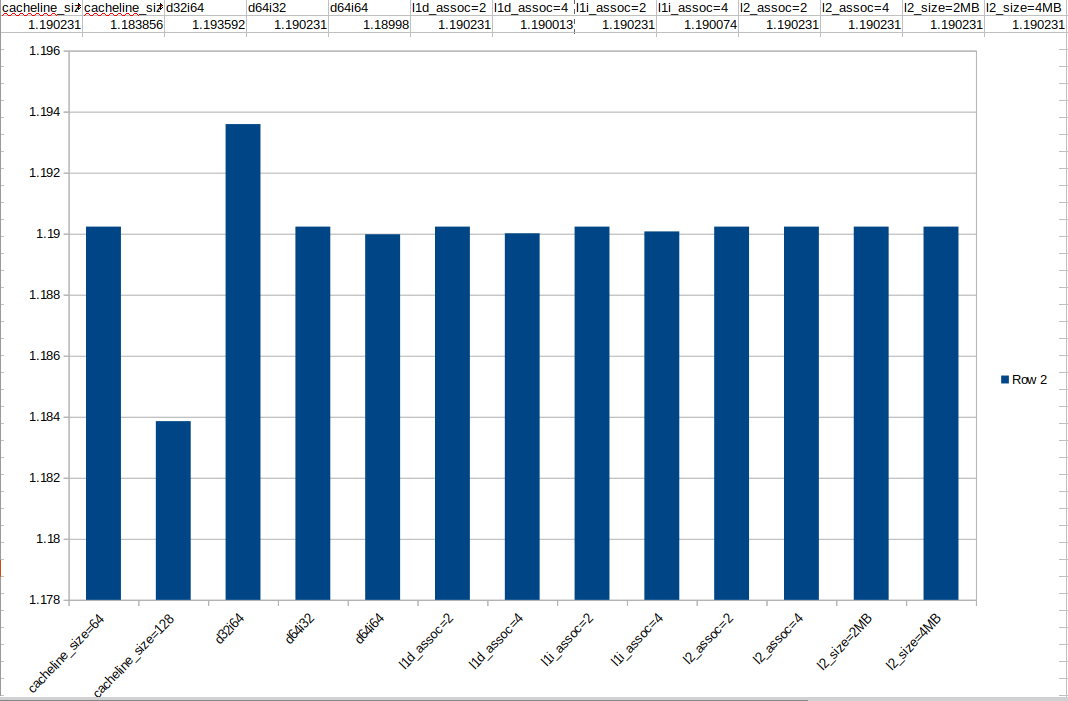 cacheline_siz cacheline_siz d32i64 d64i32 d64i64 l1d_assoc=2 l1d_assoc=4 l1i_assoc=2 l1i_assoc=4 l2_assoc=2 l2_assoc=4 l2_size=2MB l2_size=4MB
1.190231 1.183856 1.193592 1.190231 1.18998 1.190231 1.190013 1.190231 1.190074 1.190231 1.190231 1.190231 1.190231
1.196
1.194
1.192
1.19
1.188
1.186
1.184
1.182
1.18
1.178
Row 2
cacheline_size=64
cacheline_size=128
d32i64
d64i32
d64i64
l1d_assoc=2
l1d_assoc=4
l1i_assoc=2
l1i_assoc=4
l2_assoc=2
l2_assoc=4
l2_size=2MB
l2_size=4MB